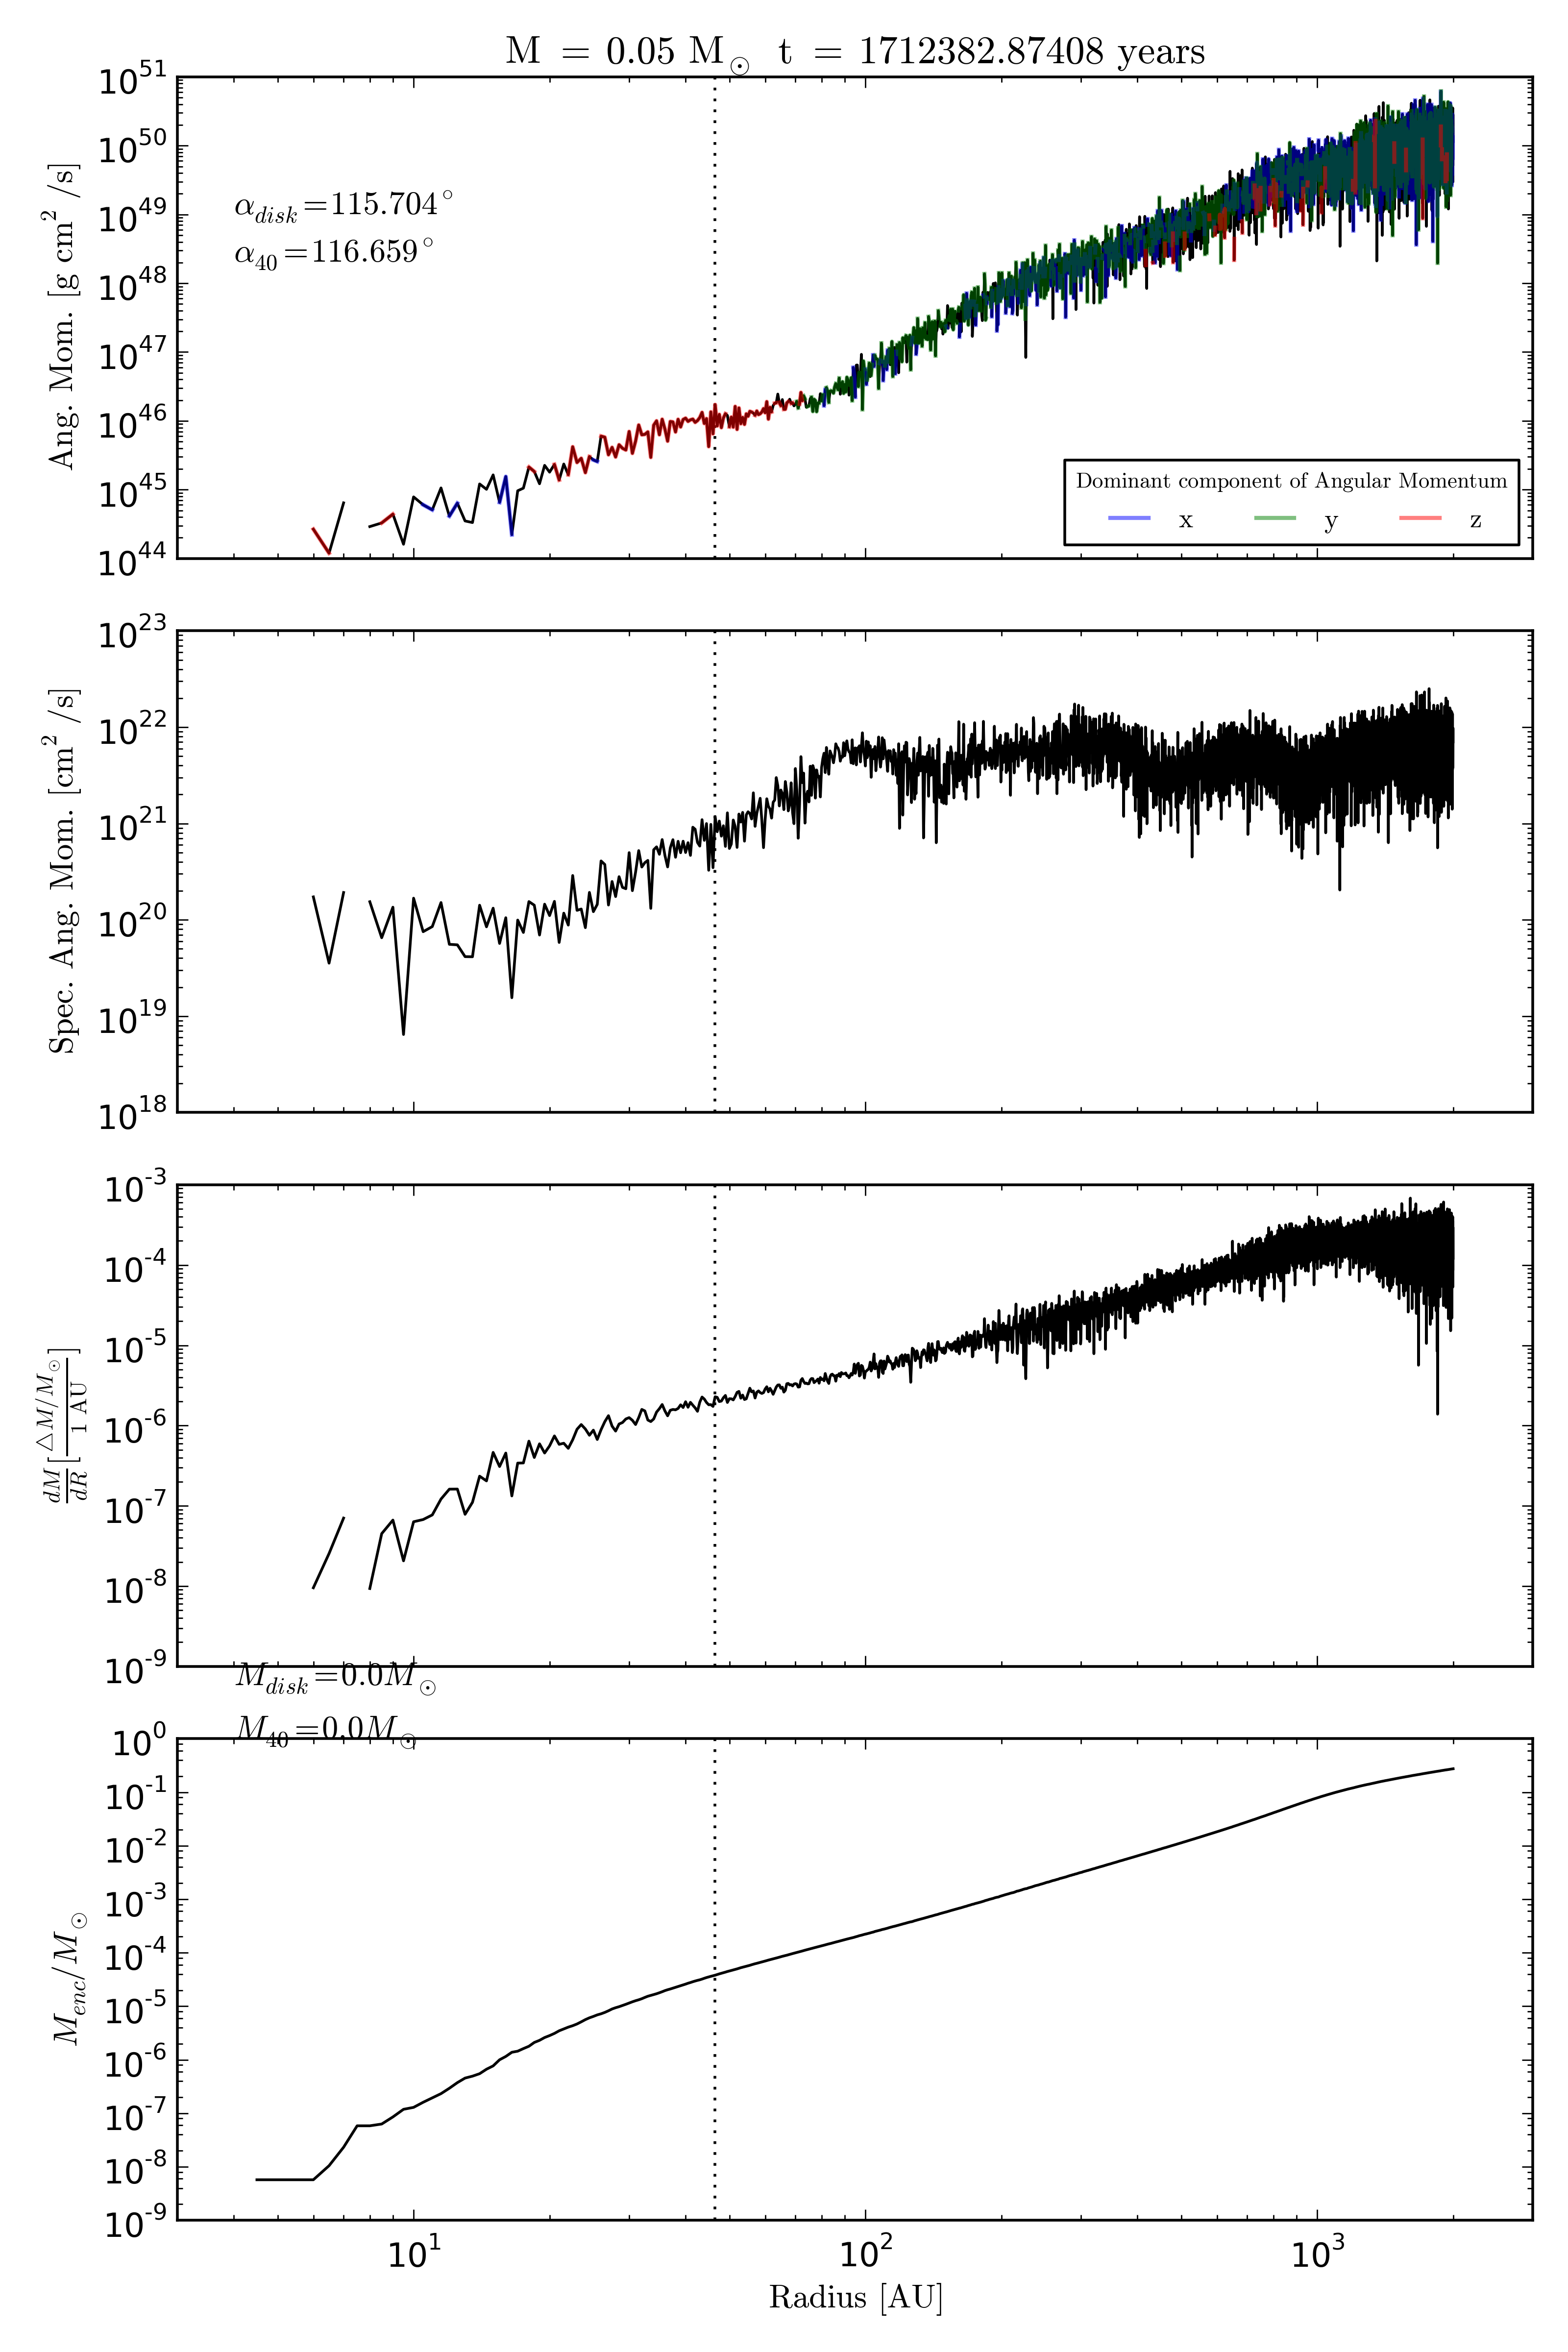 M = 0.05 M⊙ t = 1712382.87408 years
10^51
10^50
10^49
10^48
10^47
10^46
10^45
10^44
Ang. Mom. [g cm^2 /s]
α_disk=115.704°
α_40=116.659°
Dominant component of Angular Momentum
x y z
10^23
10^22
10^21
10^20
10^19
10^18
Spec. Ang. Mom. [cm^2 /s]
10^-3
10^-4
10^-5
10^-6
10^-7
10^-8
10^-9
dM/dR [△M/M⊙ / 1 AU]
M_disk=0.0M⊙
M_40=0.0M⊙
10^0
10^-1
10^-2
10^-3
10^-4
10^-5
10^-6
10^-7
10^-8
10^-9
M_enc/M⊙
10^1 10^2 10^3
Radius [AU]